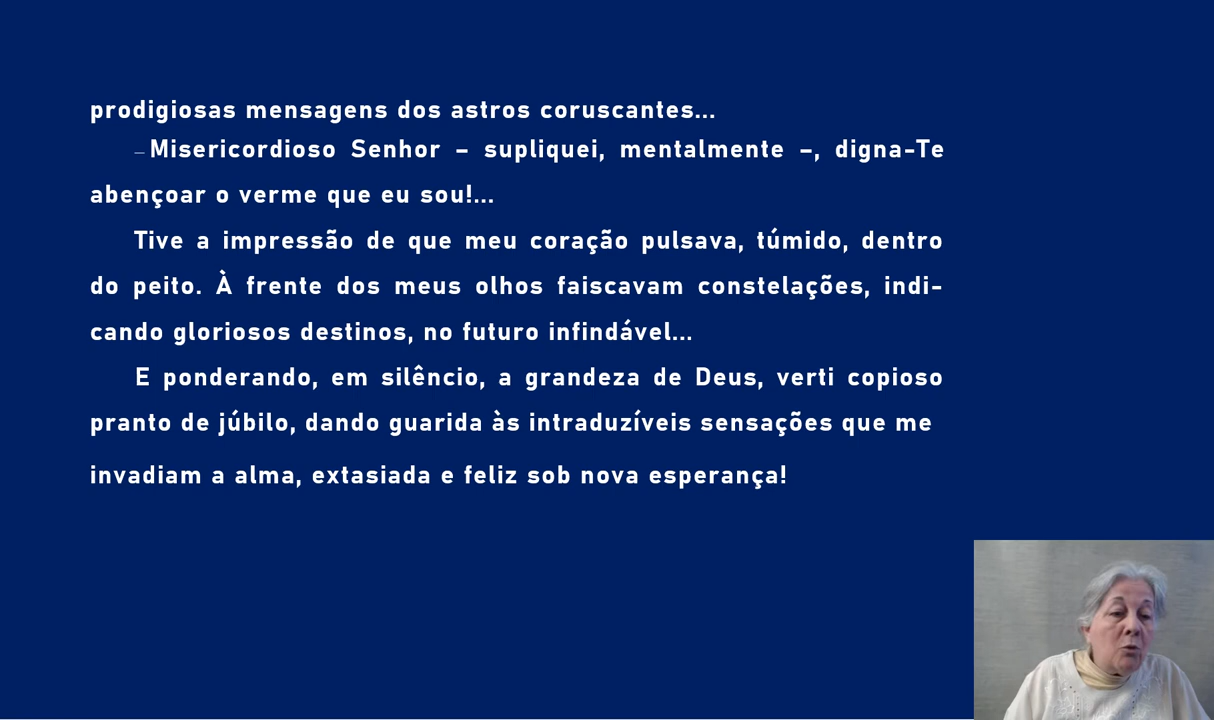 prodigiosas mensagens dos astros coruscantes...
– Misericordioso Senhor – supliquei, mentalmente –, digna-Te
abençoar o verme que eu sou!...
Tive a impressão de que meu coração pulsava, túmido, dentro
do peito. À frente dos meus olhos faiscavam constelações, indi-
cando gloriosos destinos, no futuro infindável...
E ponderando, em silêncio, a grandeza de Deus, verti copioso
pranto de júbilo, dando guarida às intraduzíveis sensações que me
invadiam a alma, extasiada e feliz sob nova esperança!